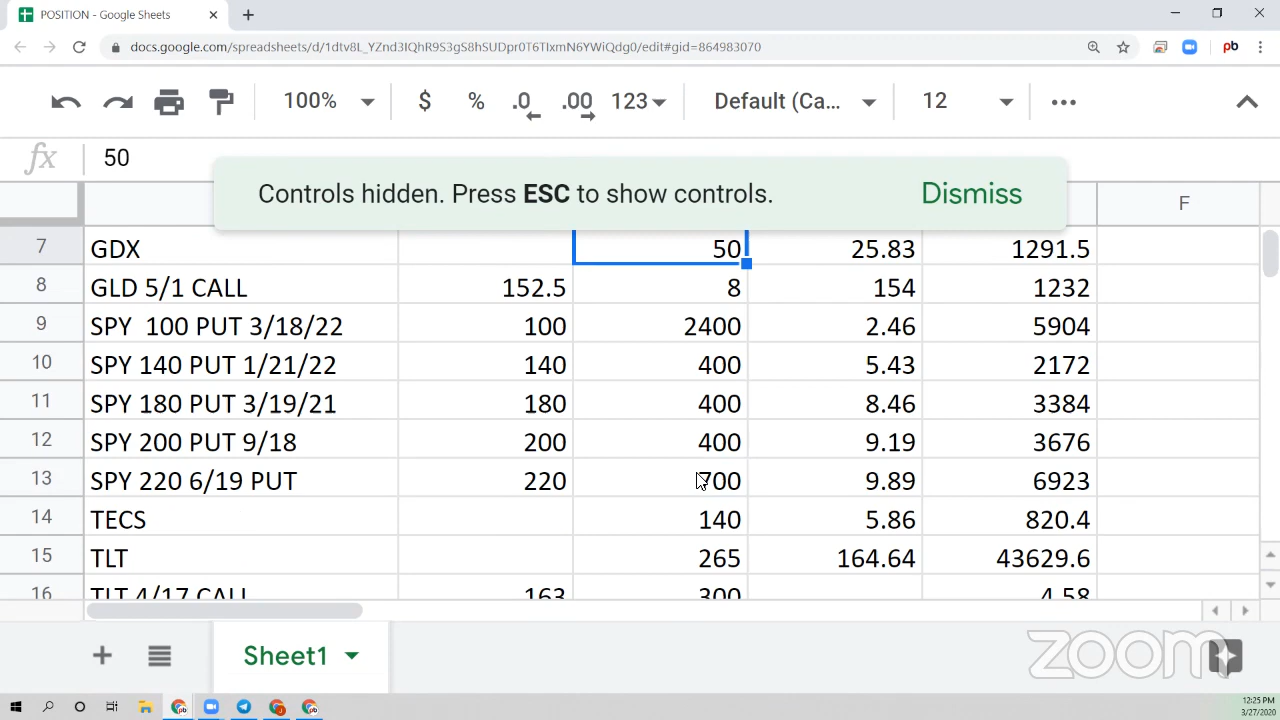 POSITION - Google Sheets
docs.google.com/spreadsheets/d/1dtv8L_YZnd3IQhR9S3gS8hSUDpr0T6TIxmN6YWiQdg0/edit#gid=864983070
pb
100% $ % .0 .00 123 Default (Ca... 12
fx 50
Controls hidden. Press ESC to show controls. Dismiss
F
7 GDX 50 25.83 1291.5
8 GLD 5/1 CALL 152.5 8 154 1232
9 SPY 100 PUT 3/18/22 100 2400 2.46 5904
10 SPY 140 PUT 1/21/22 140 400 5.43 2172
11 SPY 180 PUT 3/19/21 180 400 8.46 3384
12 SPY 200 PUT 9/18 200 400 9.19 3676
13 SPY 220 6/19 PUT 220 700 9.89 6923
14 TECS 140 5.86 820.4
15 TLT 265 164.64 43629.6
16 TLT 4/17 CALL 163 300 4.58
Sheet1
zoom
12:25 PM
3/27/2020